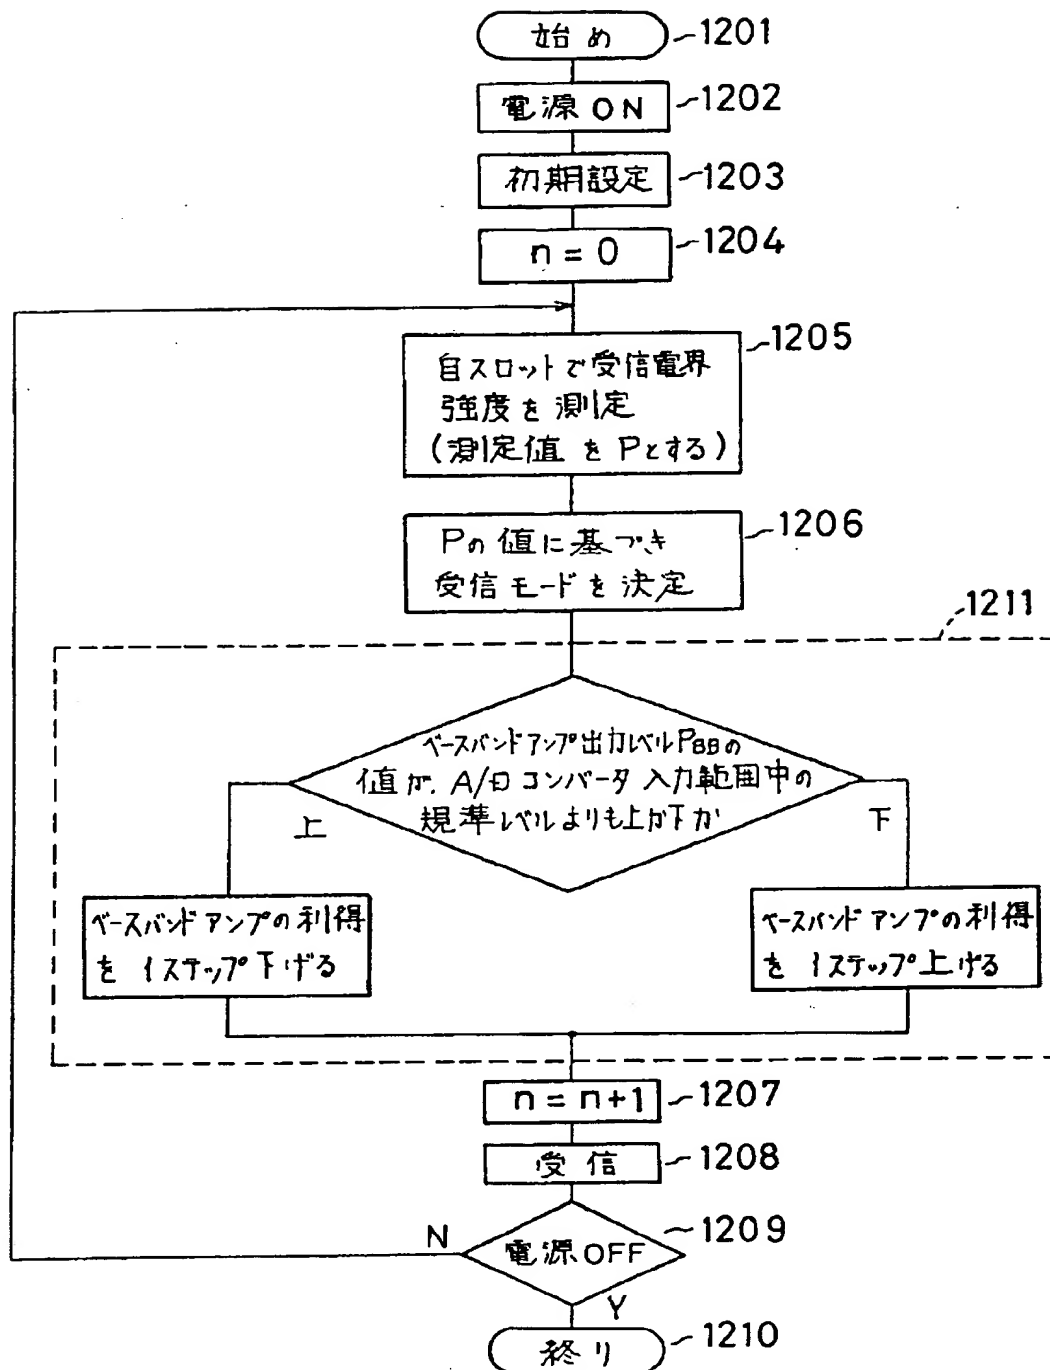 始め
1201
電源ON
1202
初期設定
1203
n=0
1204
自スロットで受信電界
強度を測定
(測定値をPとする)
1205
Pの値に基づき
受信モードを決定
1206
1211
ベースバンドアンプ出力レベルPBBの
値が、A/Dコンバータ入力範囲中の
規準レベルよりも上か下か
上
下
ベースバンドアンプの利得
を1ステップ下げる
ベースバンドアンプの利得
を1ステップ上げる
n=n+1
1207
受信
1208
電源OFF
1209
N
Y
終り
1210